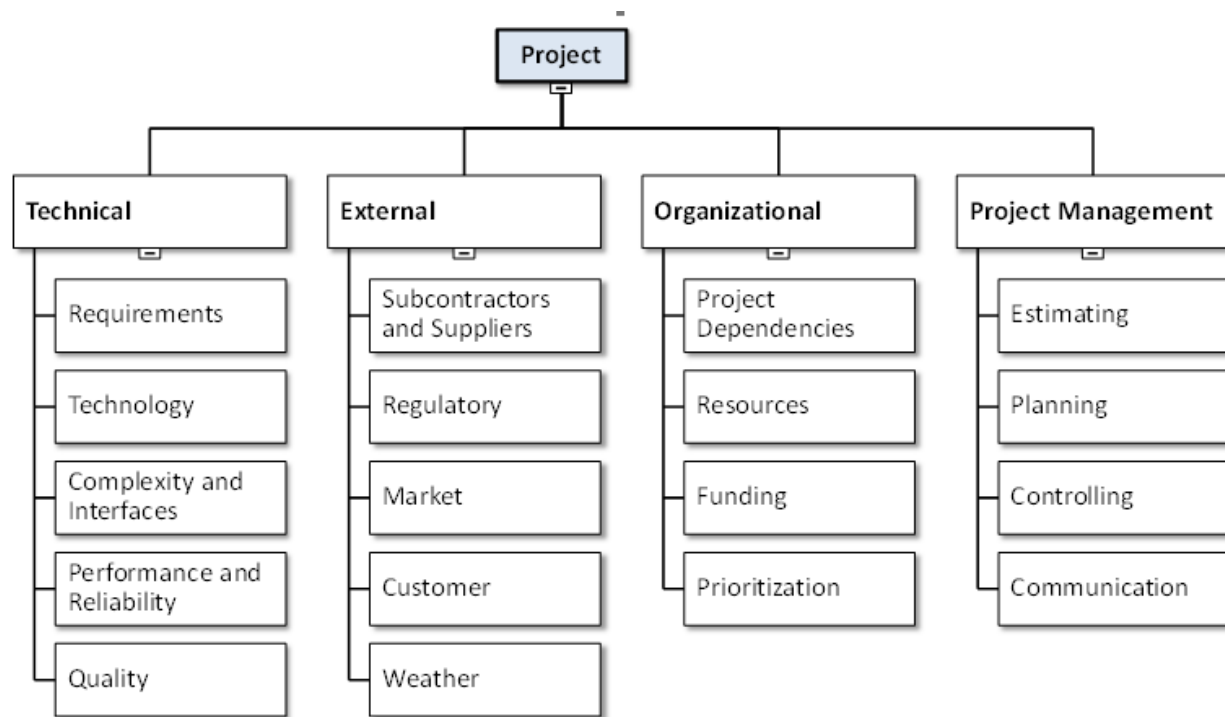 Project
Technical
Requirements
Technology
Complexity and
Interfaces
Performance and
Reliability
Quality
External
Subcontractors
and Suppliers
Regulatory
Market
Customer
Weather
Organizational
Project
Dependencies
Resources
Funding
Prioritization
Project Management
Estimating
Planning
Controlling
Communication